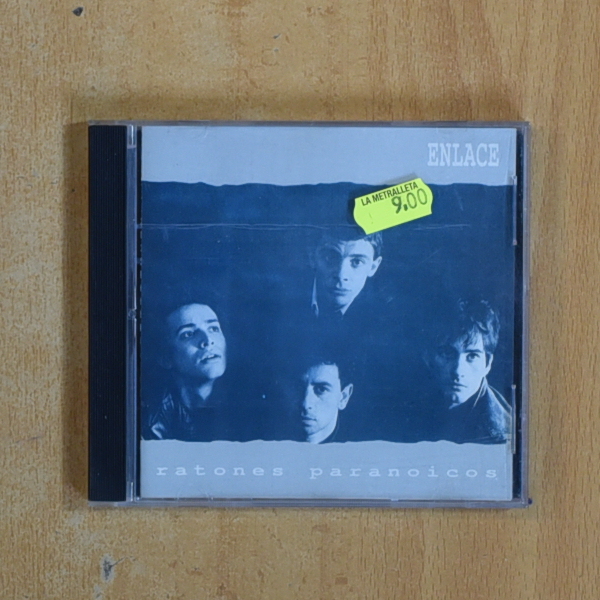 ENLACE
LA METRALLETA
9,00
ratones paranoicos